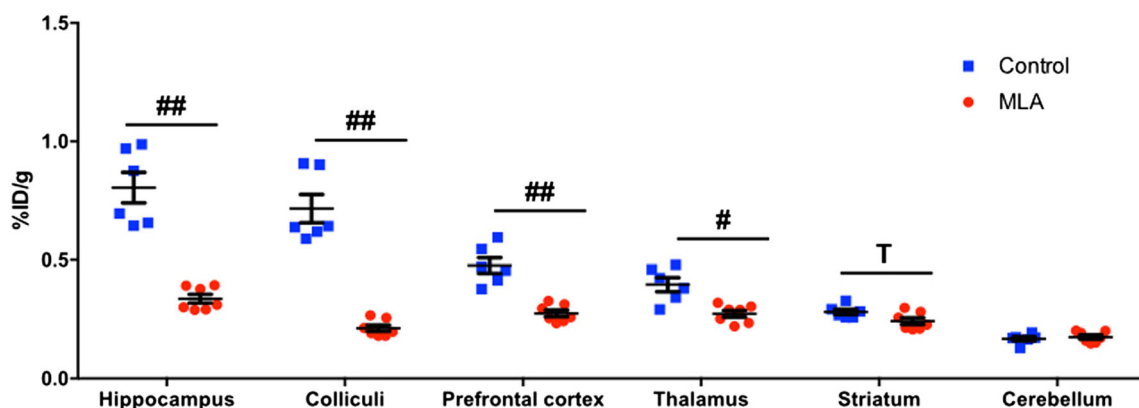 1.5
Control
MLA
##
##
1.0
%ID/g
##
#
0.5
T
0.0
Hippocampus Colliculi Prefrontal cortex Thalamus Striatum Cerebellum